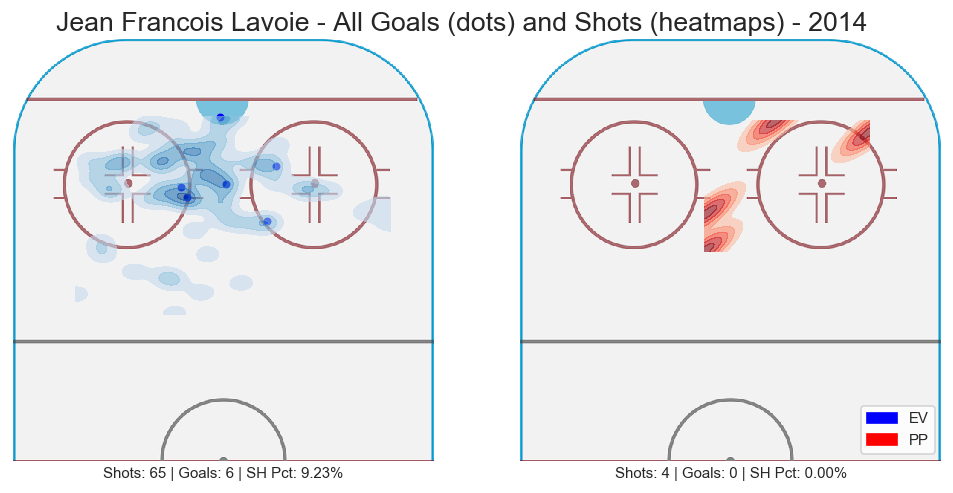 Jean Francois Lavoie - All Goals (dots) and Shots (heatmaps) - 2014
EV
PP
Shots: 65 | Goals: 6 | SH Pct: 9.23%
Shots: 4 | Goals: 0 | SH Pct: 0.00%